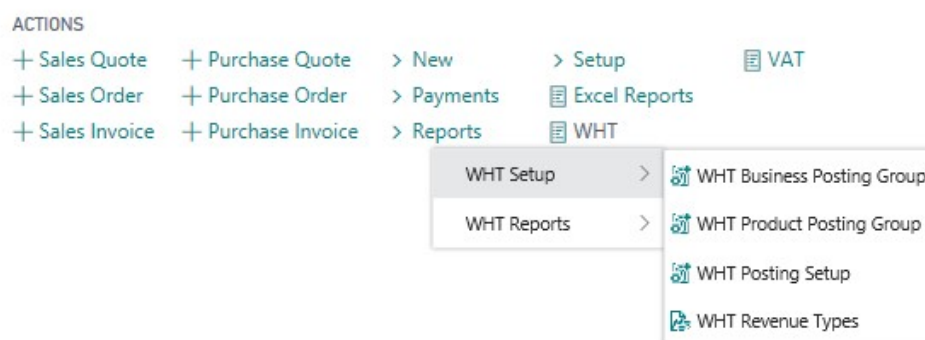 ACTIONS
+ Sales Quote + Purchase Quote > New > Setup VAT
+ Sales Order + Purchase Order > Payments Excel Reports
+ Sales Invoice + Purchase Invoice > Reports WHT
WHT Setup > WHT Business Posting Group
WHT Reports > WHT Product Posting Group
WHT Posting Setup
WHT Revenue Types